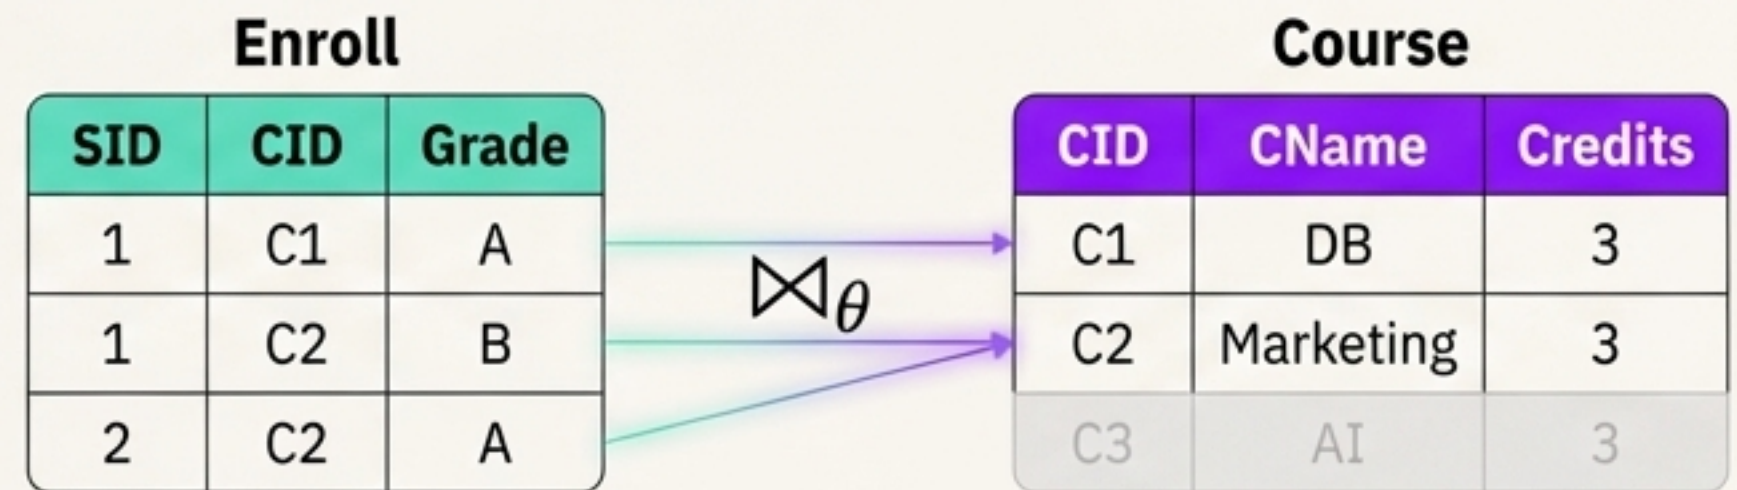 Enroll Course
SID CID Grade CID CName Credits
1 C1 A C1 DB 3
⋈θ
1 C2 B C2 Marketing 3
2 C2 A C3 AI 3